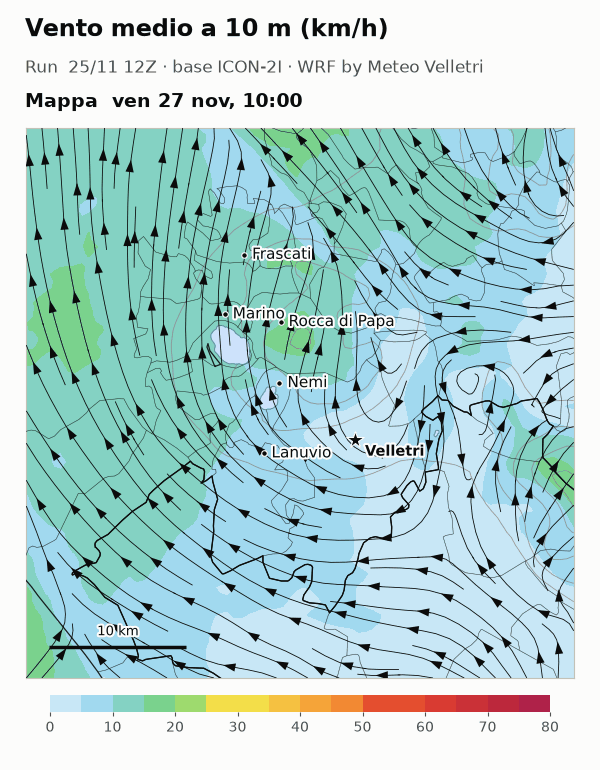 Vento medio a 10 m (km/h)
Run 25/11 12Z · base ICON-2I · WRF by Meteo Velletri
Mappa ven 27 nov, 10:00
Frascati
Marino
Rocca di Papa
Nemi
Velletri
Lanuvio
10 km
0 10 20 30 40 50 60 70 80